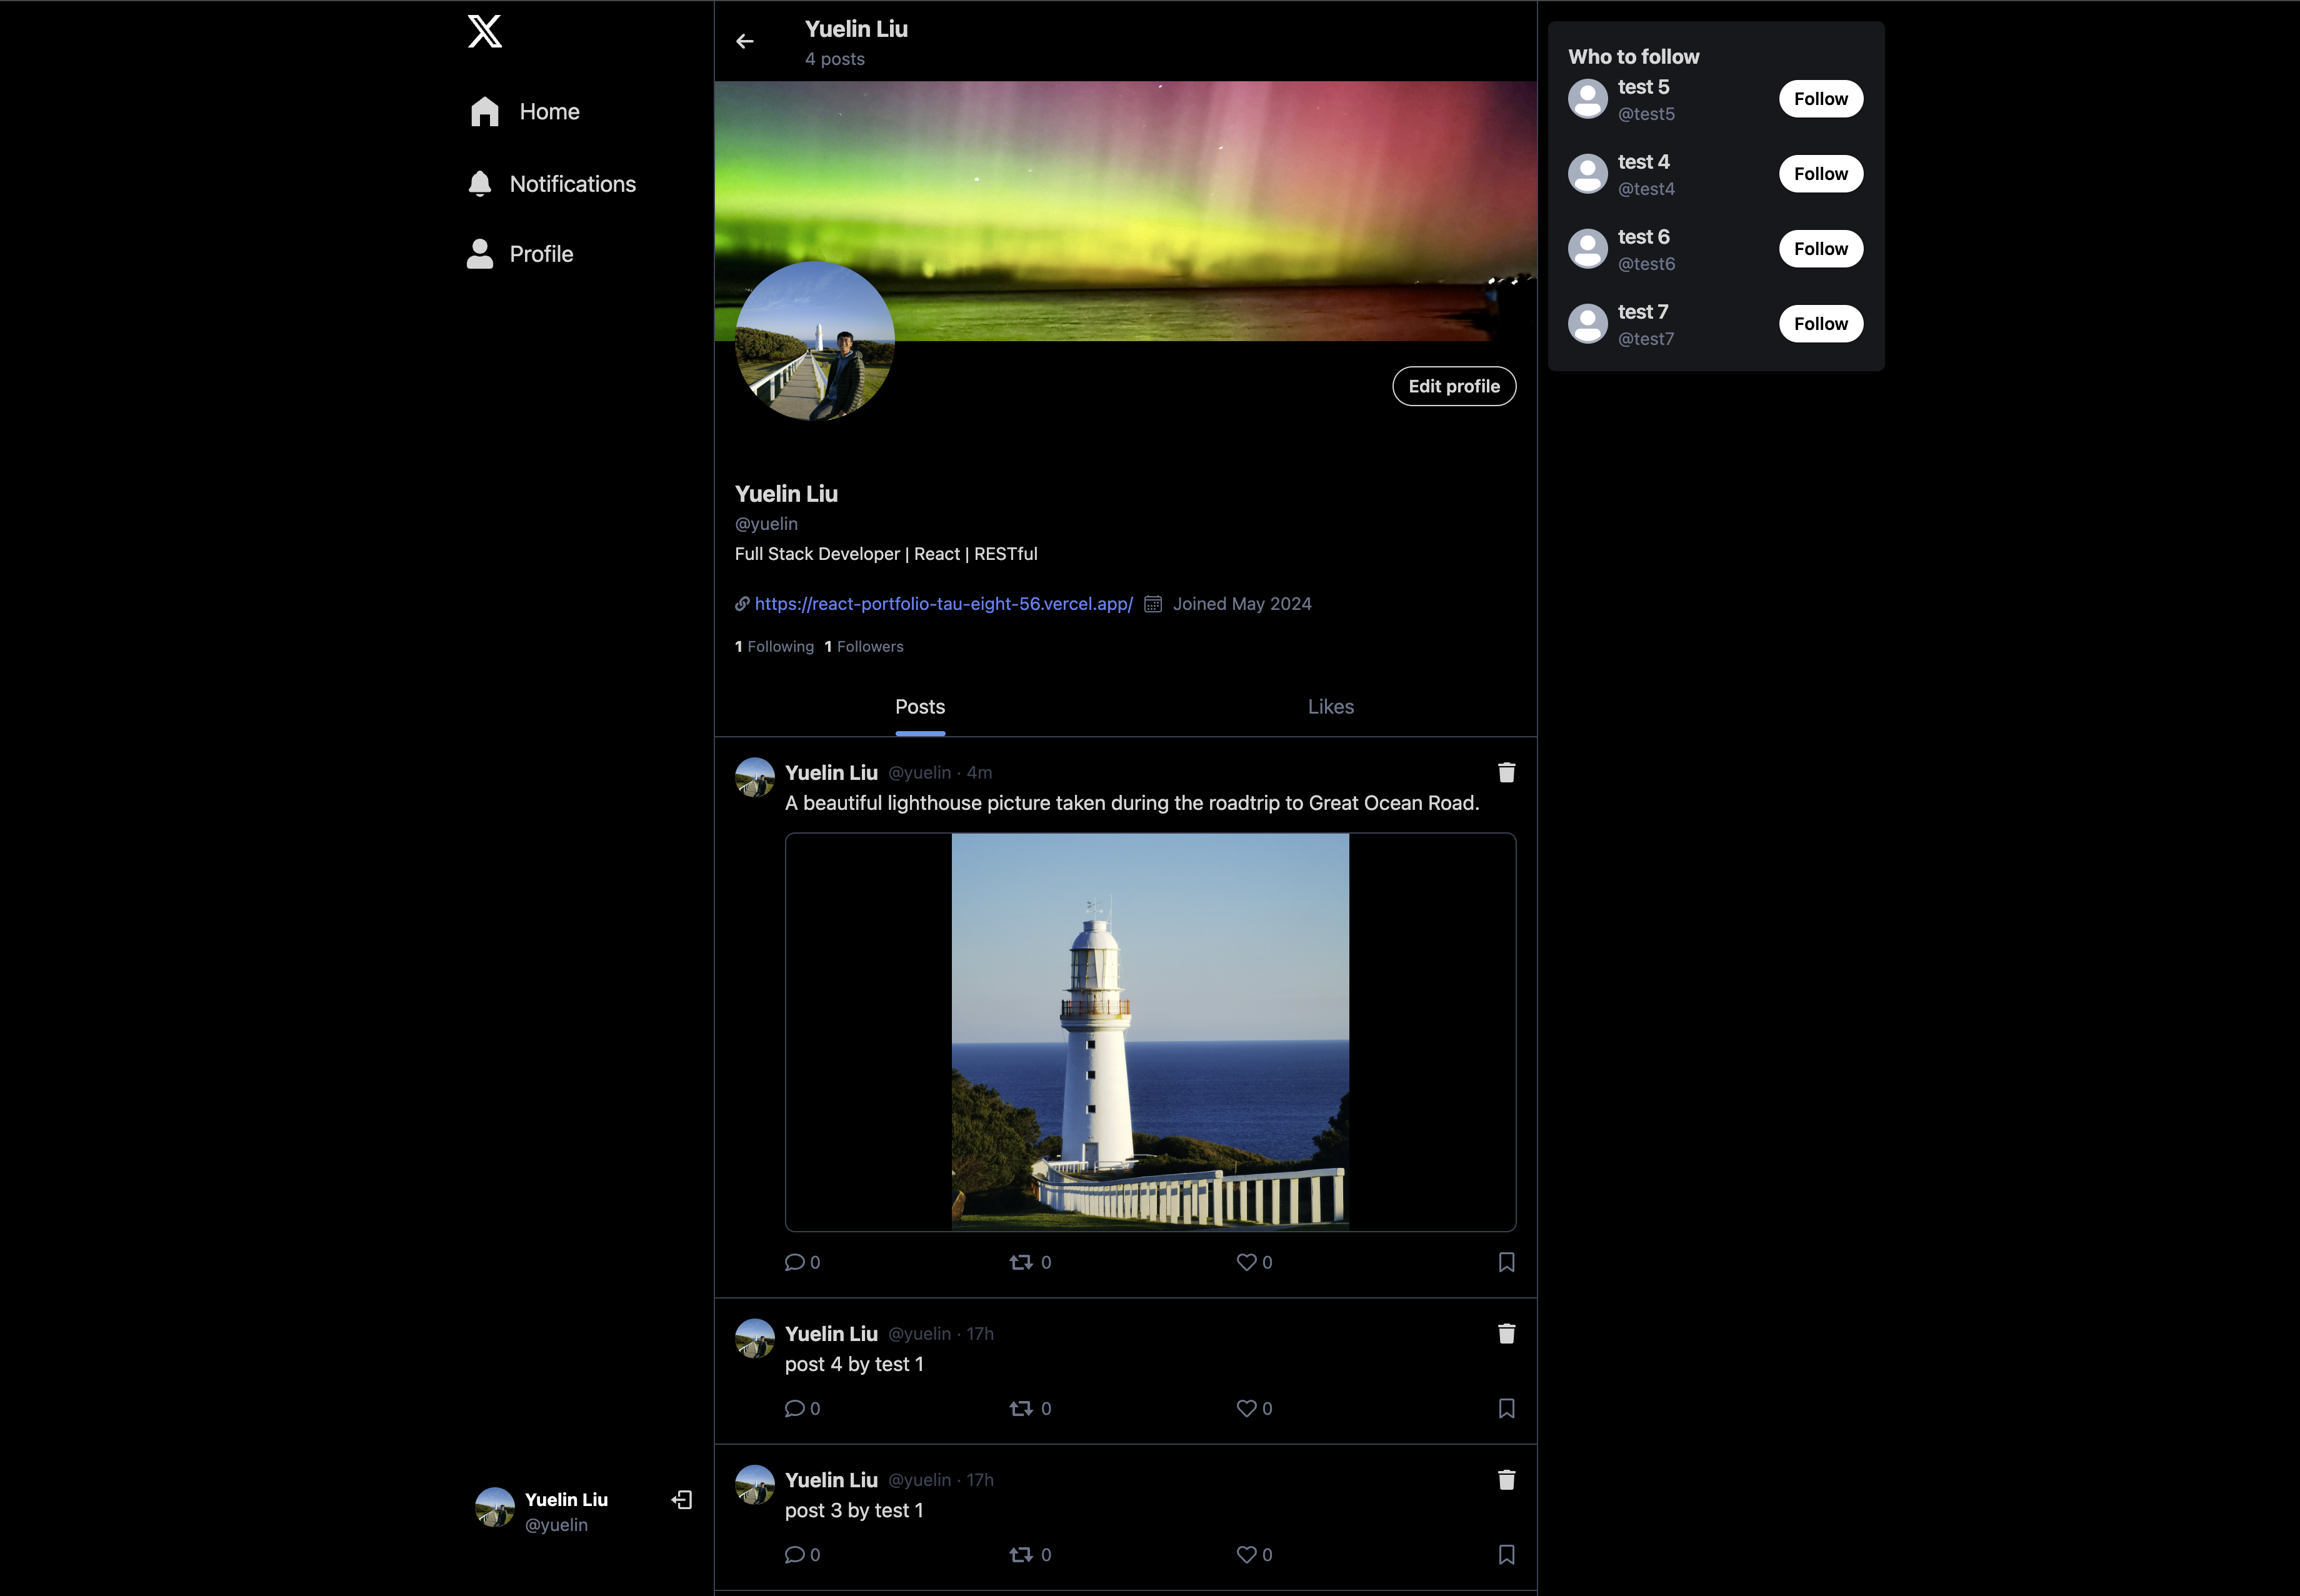 Home
Notifications
Profile
Yuelin Liu
@yuelin
Yuelin Liu
4 posts
Edit profile
Yuelin Liu
@yuelin
Full Stack Developer | React | RESTful
https://react-portfolio-tau-eight-56.vercel.app/ Joined May 2024
1 Following 1 Followers
Posts Likes
Yuelin Liu @yuelin · 4m
A beautiful lighthouse picture taken during the roadtrip to Great Ocean Road.
0 0 0
Yuelin Liu @yuelin · 17h
post 4 by test 1
0 0 0
Yuelin Liu @yuelin · 17h
post 3 by test 1
0 0 0
Who to follow
test 5
@test5
Follow
test 4
@test4
Follow
test 6
@test6
Follow
test 7
@test7
Follow